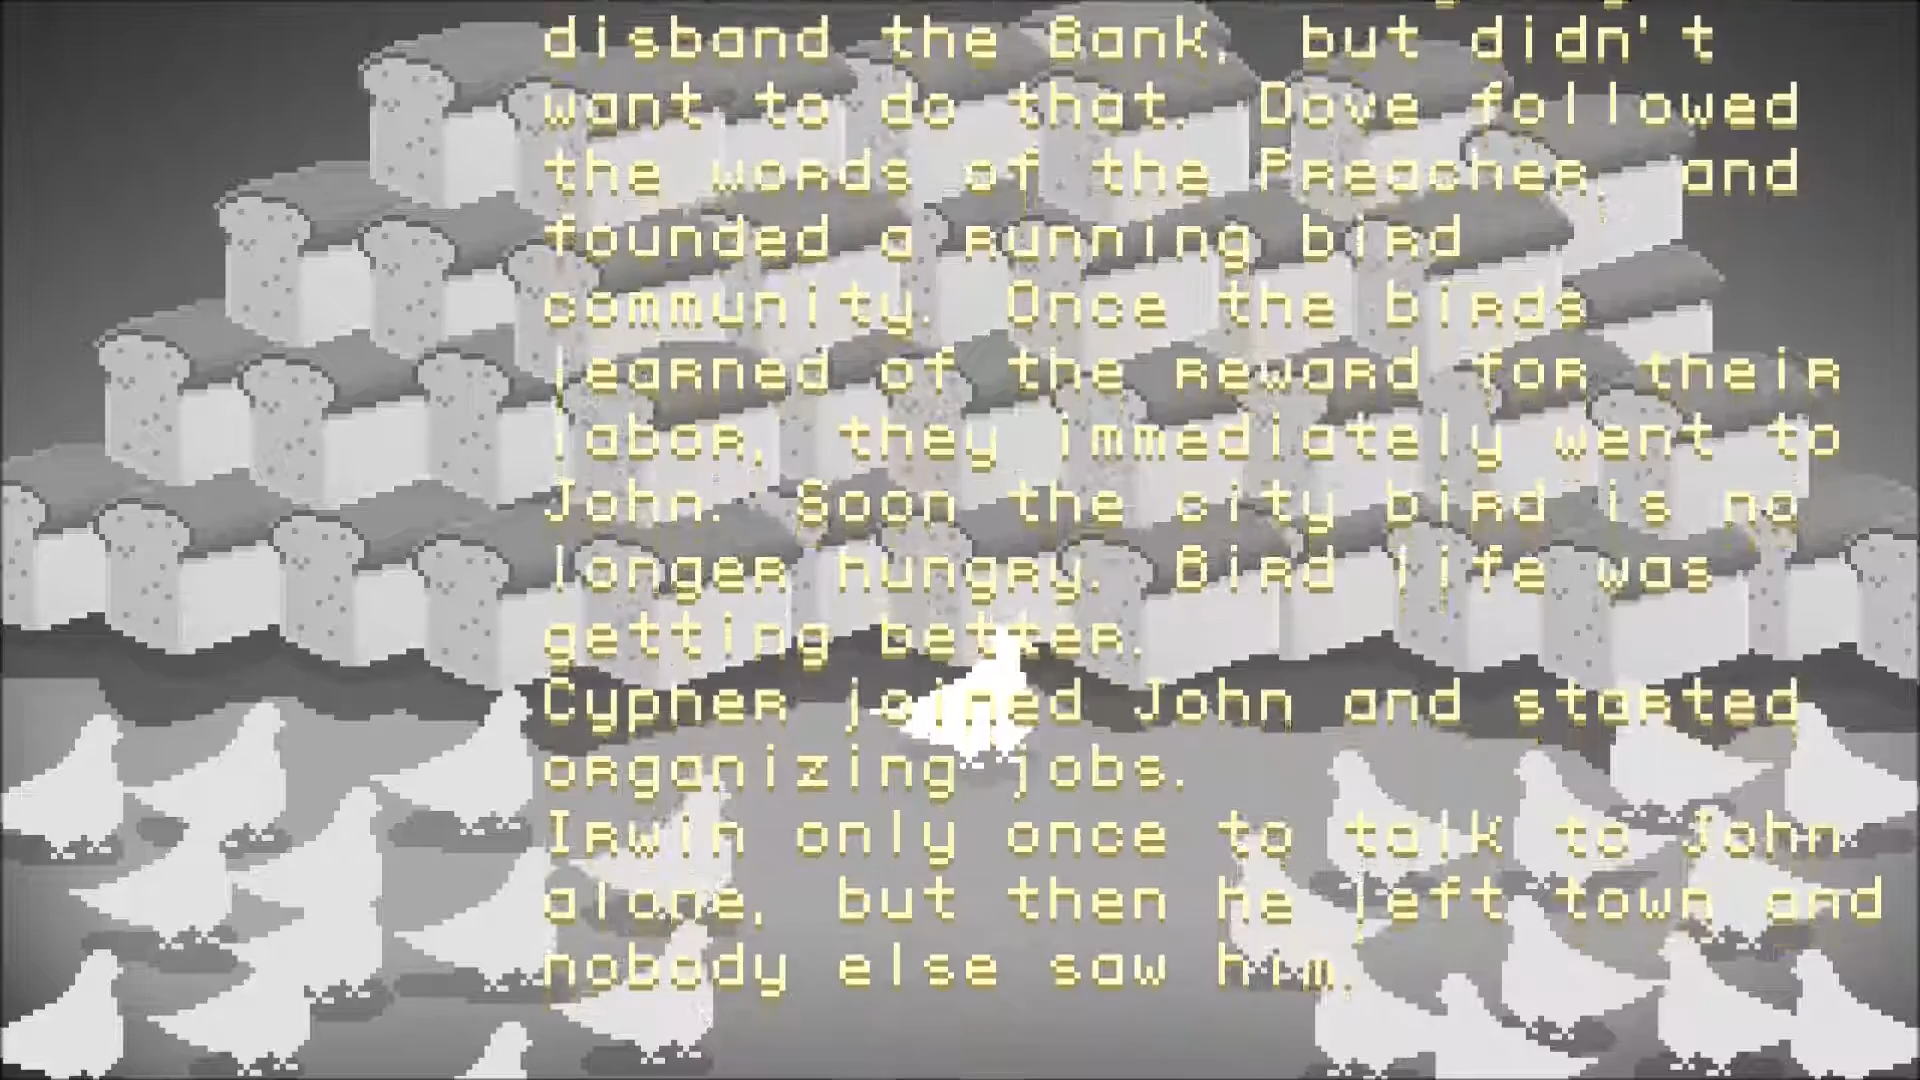 disband the Bank, but didn't
want to do that. Dove followed
the words of the Preacher, and
founded a running bird
community. Once the birds
learned of the reward for their
labor, they immediately went to
John. Soon the city bird is no
longer hungry. Bird life was
getting better.
Cypher joined John and started
organizing jobs.
Irwin only once to talk to John
alone, but then he left town and
nobody else saw him.